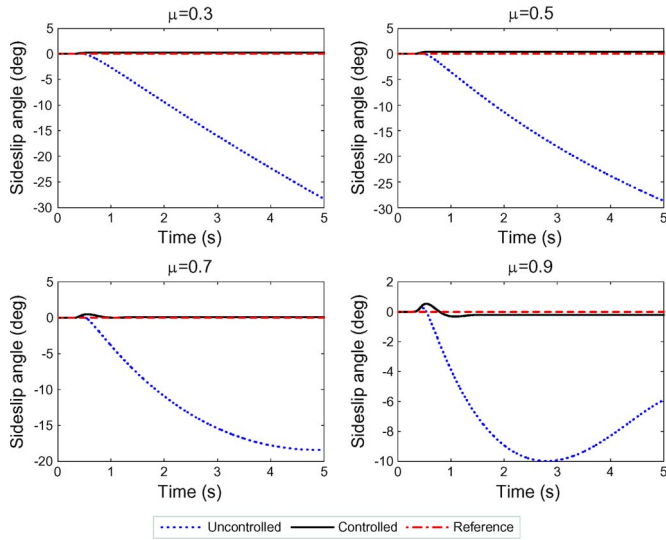 μ=0.3
5
0
-5
-10
-15
-20
-25
-30
0 1 2 3 4 5
Sideslip angle (deg)
Time (s)
μ=0.5
5
0
-5
-10
-15
-20
-25
-30
0 1 2 3 4 5
Sideslip angle (deg)
Time (s)
μ=0.7
5
0
-5
-10
-15
-20
0 1 2 3 4 5
Sideslip angle (deg)
Time (s)
μ=0.9
2
0
-2
-4
-6
-8
-10
0 1 2 3 4 5
Sideslip angle (deg)
Time (s)
Uncontrolled Controlled Reference